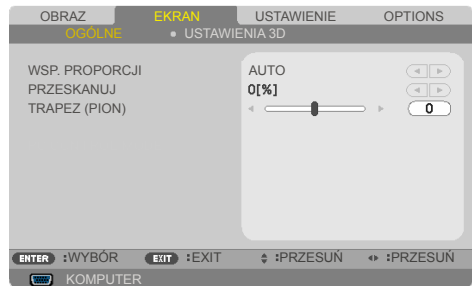 OBRAZ EKRAN USTAWIENIE OPTIONS
OGÓLNE ● USTAWIENIA 3D
WSP. PROPORCJI AUTO
PRZESKANUJ 0[%]
TRAPEZ (PION) 0
ENTER :WYBÓR EXIT :EXIT :PRZESUŃ :PRZESUŃ
KOMPUTER